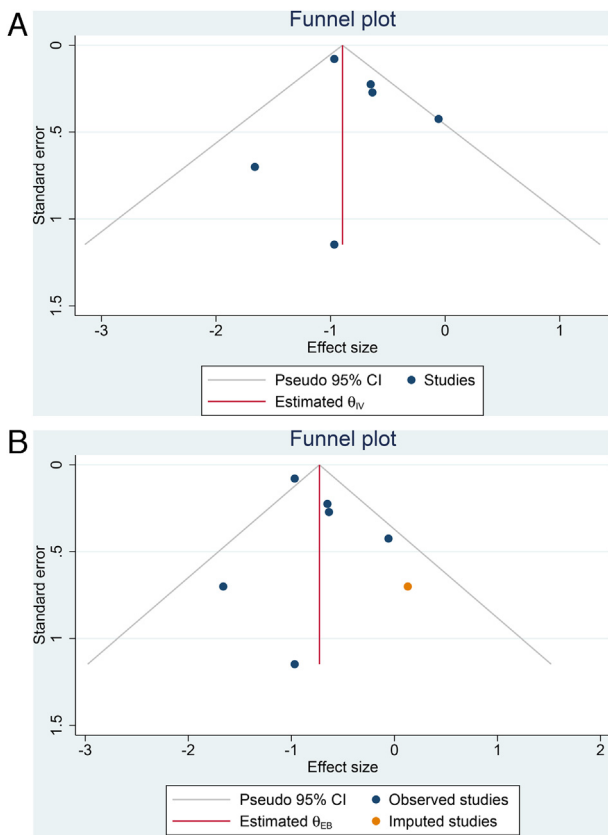 A
Funnel plot
Standard error
0
.5
1
1.5
-3
-2
-1
0
1
Effect size
Pseudo 95% CI
Studies
Estimated θIV
B
Funnel plot
Standard error
0
.5
1
1.5
-3
-2
-1
0
1
2
Effect size
Pseudo 95% CI
Observed studies
Estimated θEB
Imputed studies